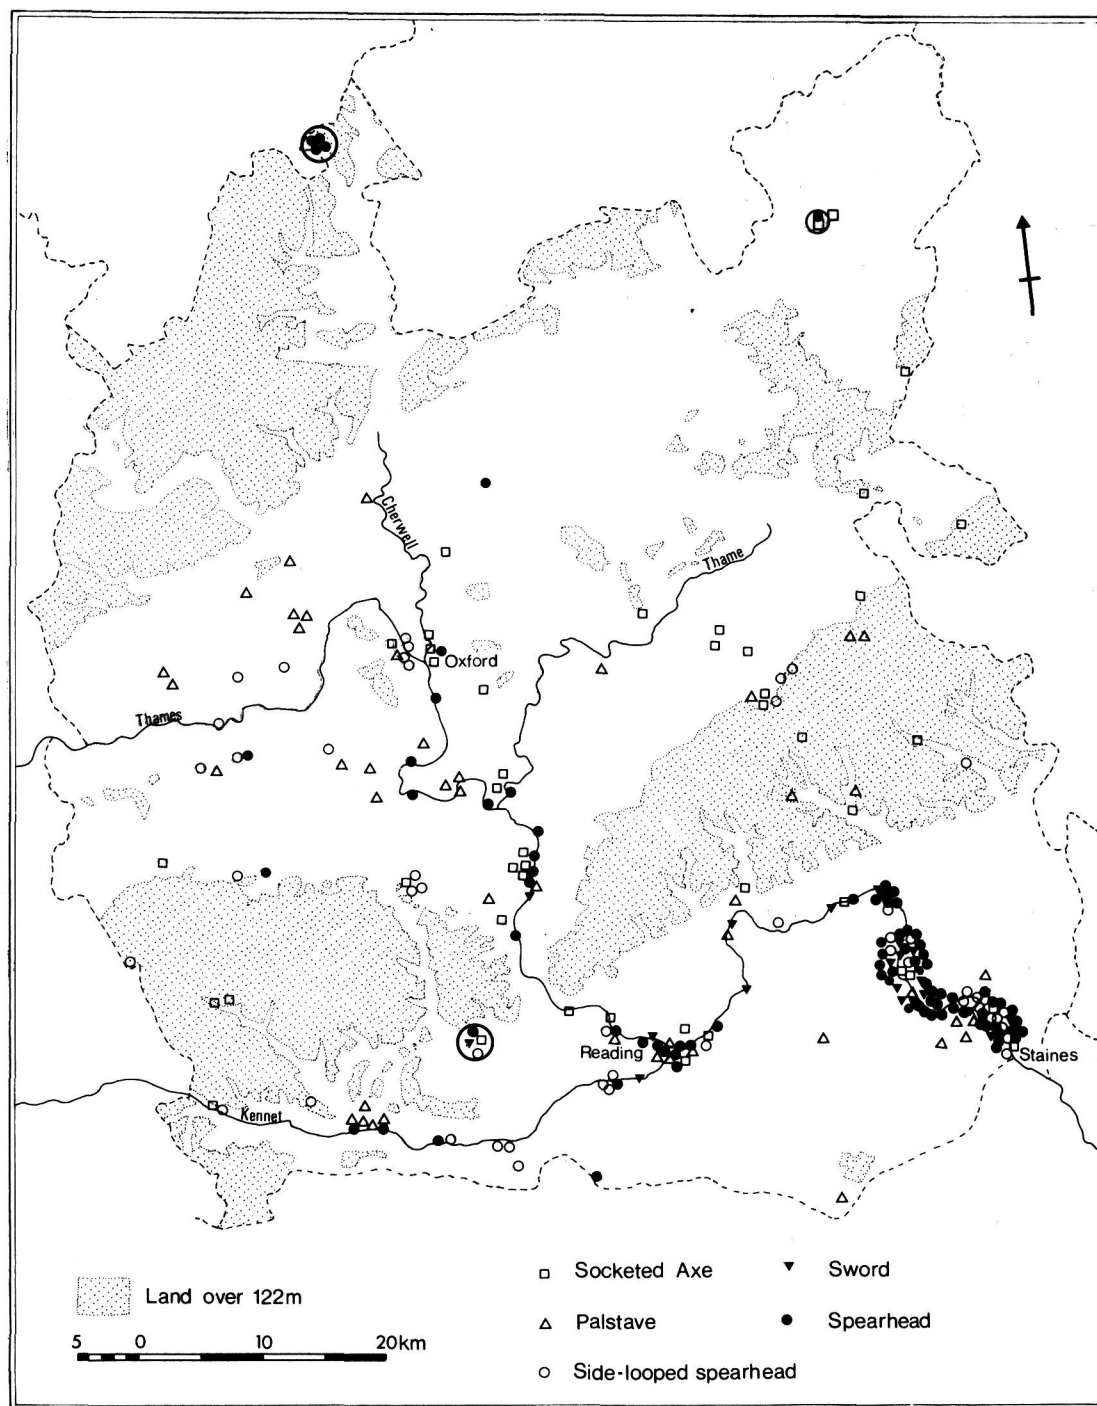 Cherwell
Thame
Oxford
Thames
Reading
Staines
Kennet
Land over 122m
5 0 10 20km
Socketed Axe
Palstave
Side-looped spearhead
Sword
Spearhead